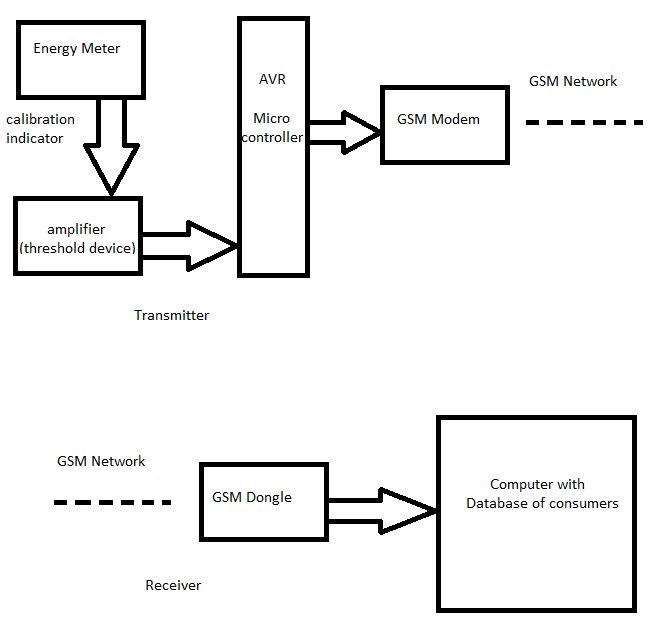 Energy Meter
calibration
indicator
amplifier
(threshold device)
AVR
Micro
controller
GSM Modem
GSM Network
Transmitter
GSM Network
GSM Dongle
Computer with
Database of consumers
Receiver